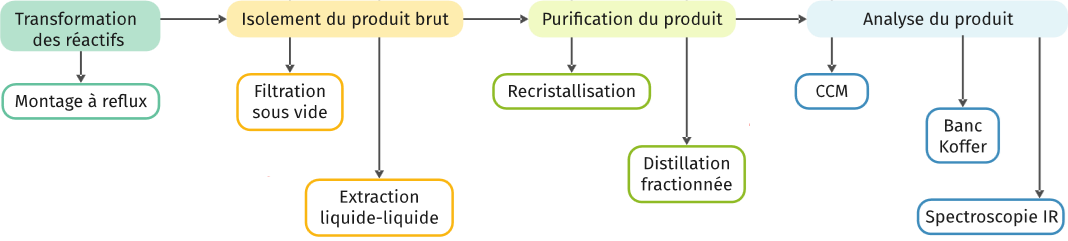 Transformation
des réactifs
Isolement du produit brut
Purification du produit
Analyse du produit
Montage à reflux
Filtration
sous vide
Extraction
liquide-liquide
Recristallisation
Distillation
fractionnée
CCM
Banc
Koffer
Spectroscopie IR